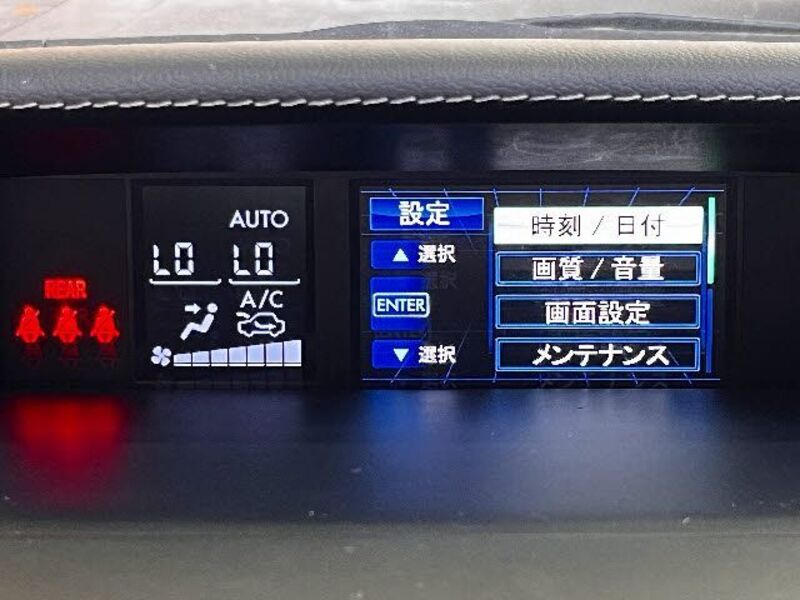 REAR
AUTO
LO LO
A/C
設定
▲ 選択
ENTER
▼ 選択
時刻 / 日付
画質 / 音量
画面設定
メンテナンス